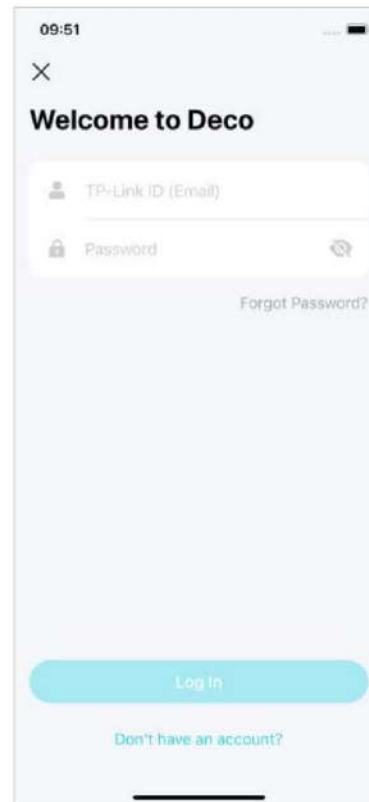 09:51
Welcome to Deco
TP-Link ID (Email)
Password
Forgot Password?
Log In
Don't have an account?